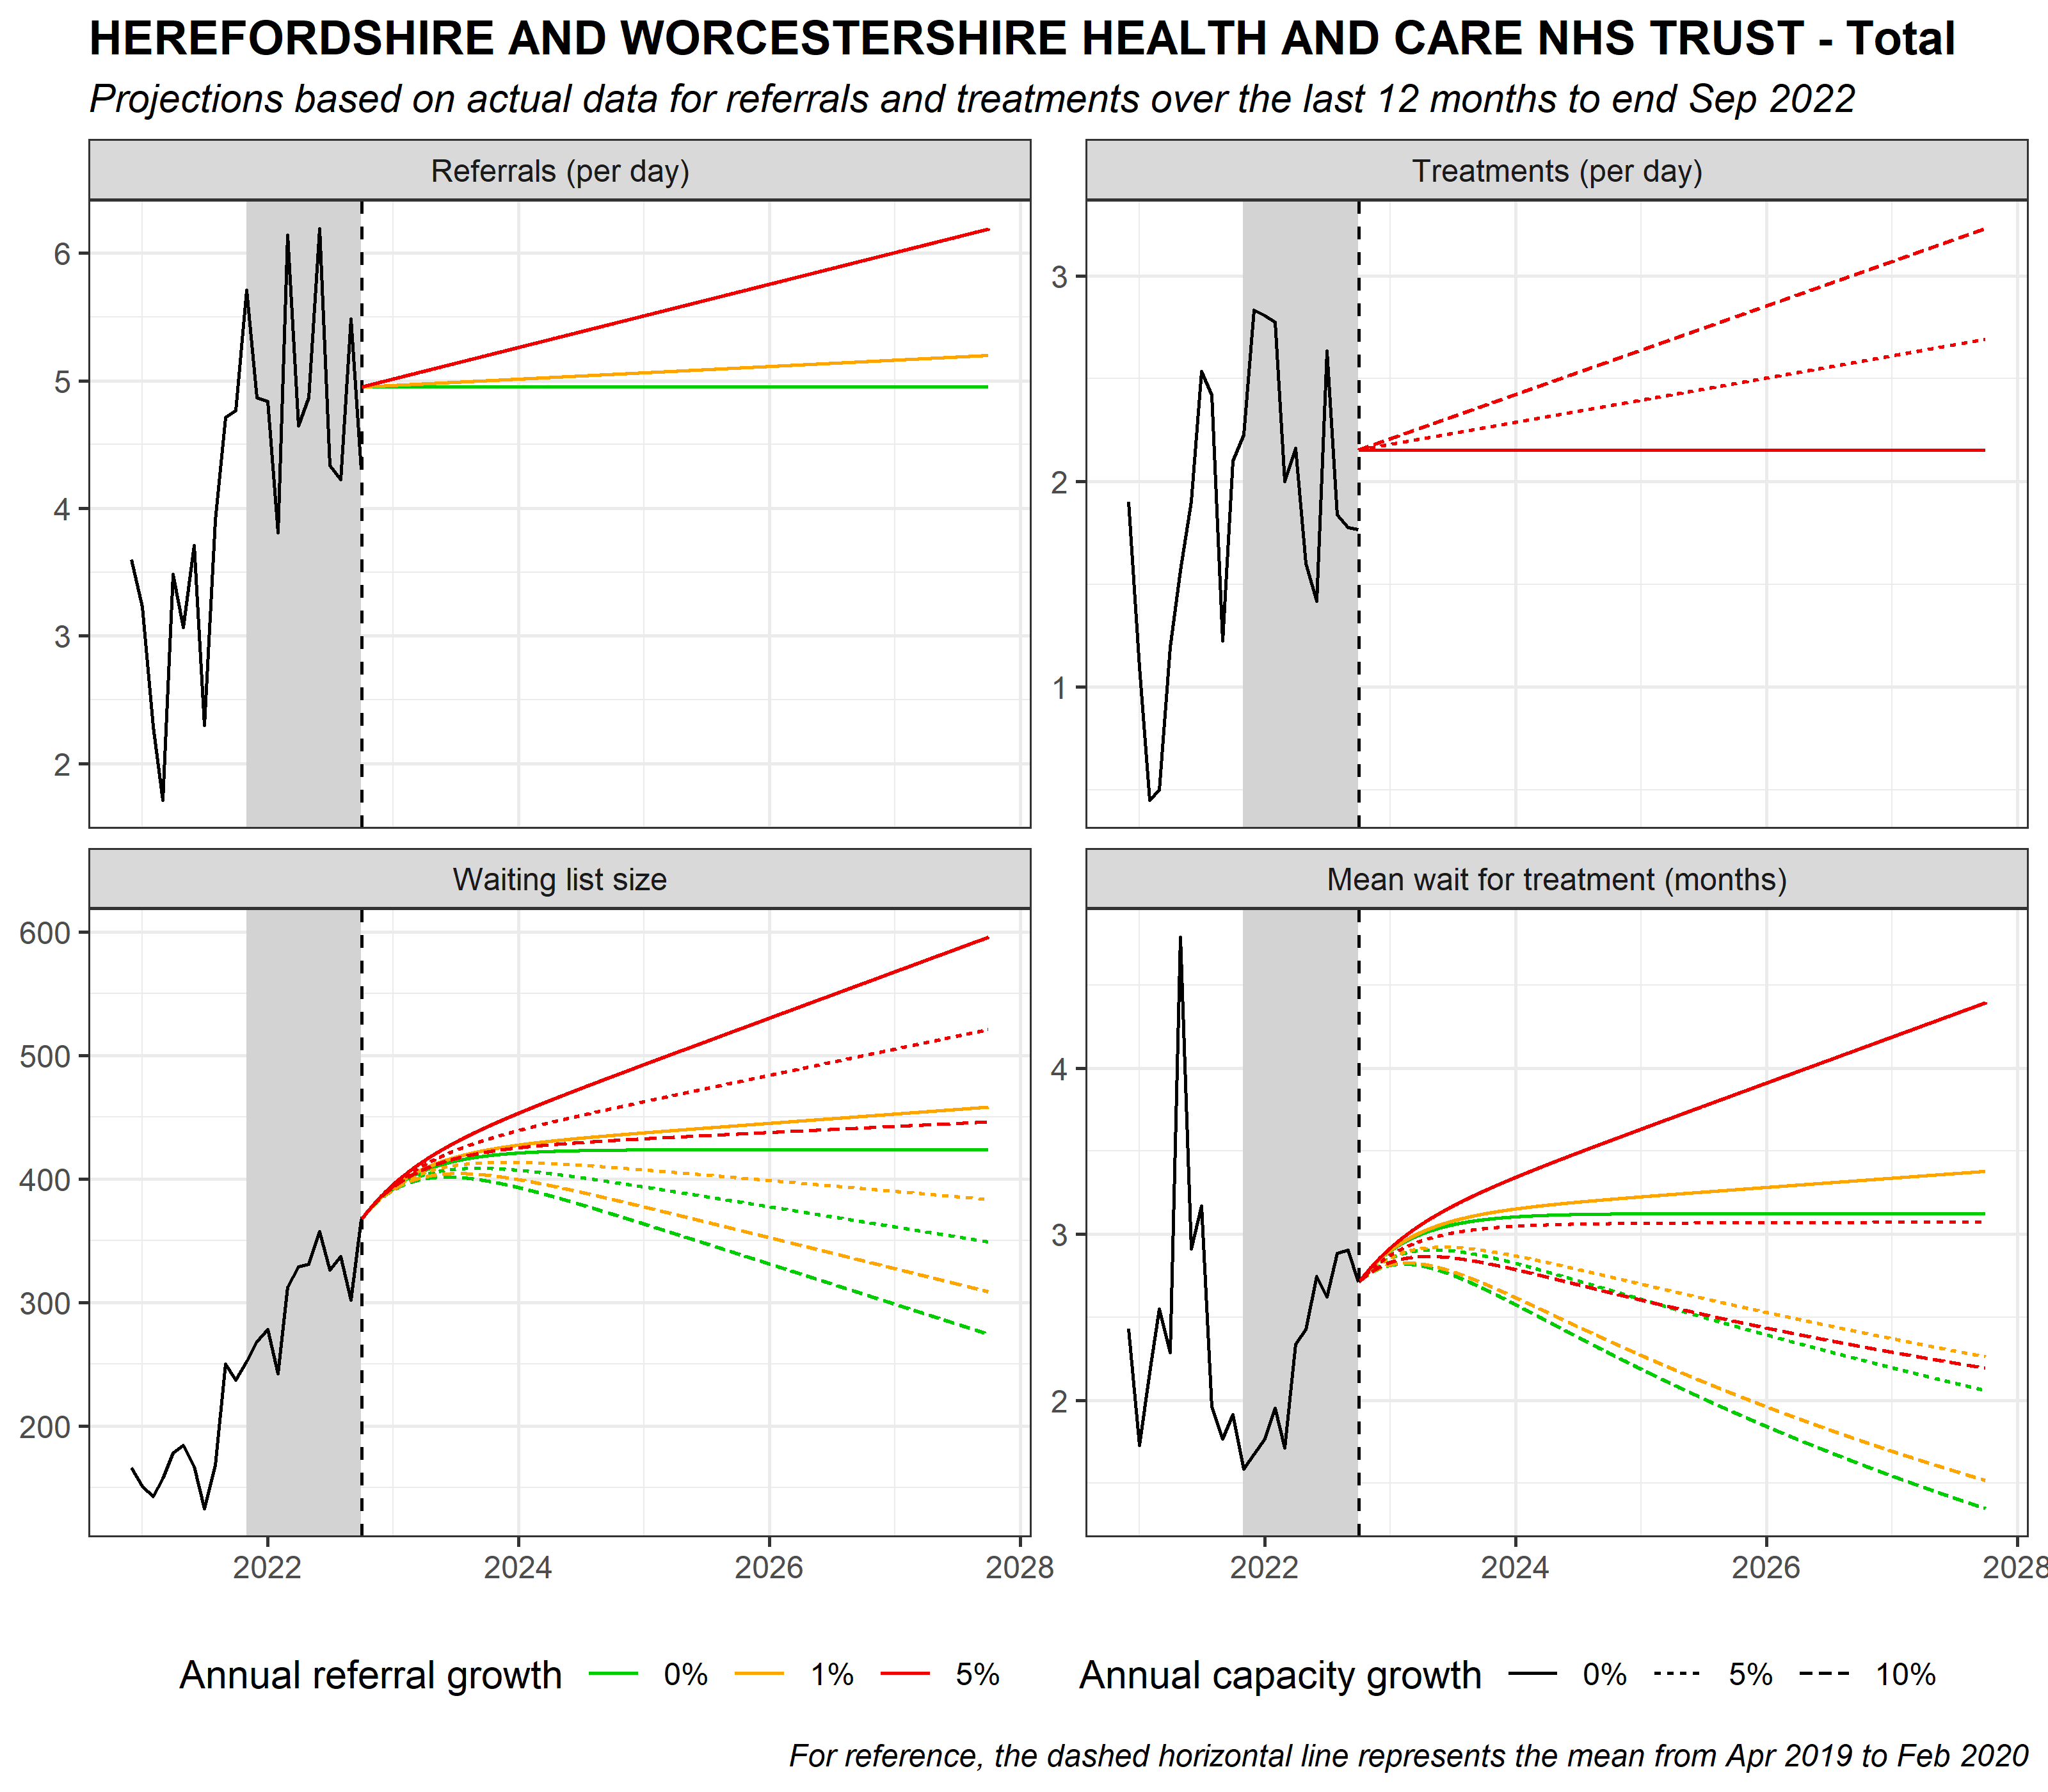 HEREFORDSHIRE AND WORCESTERSHIRE HEALTH AND CARE NHS TRUST - Total
Projections based on actual data for referrals and treatments over the last 12 months to end Sep 2022
Referrals (per day)
6
5
4
3
2
Treatments (per day)
3
2
1
Waiting list size
600
500
400
300
200
2022 2024 2026 2028
Mean wait for treatment (months)
4
3
2
2022 2024 2026 2028
Annual referral growth 0% 1% 5%
Annual capacity growth 0% 5% 10%
For reference, the dashed horizontal line represents the mean from Apr 2019 to Feb 2020